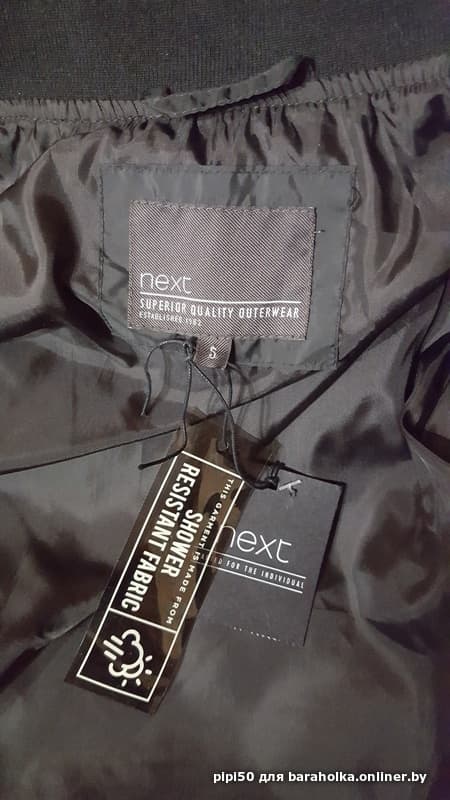 next
SUPERIOR QUALITY OUTERWEAR
ESTABLISHED 1982
S
THIS GARMENT IS MADE FROM
SHOWER
RESISTANT FABRIC
next
FOR THE INDIVIDUAL
pipl50 для baraholka.onliner.by